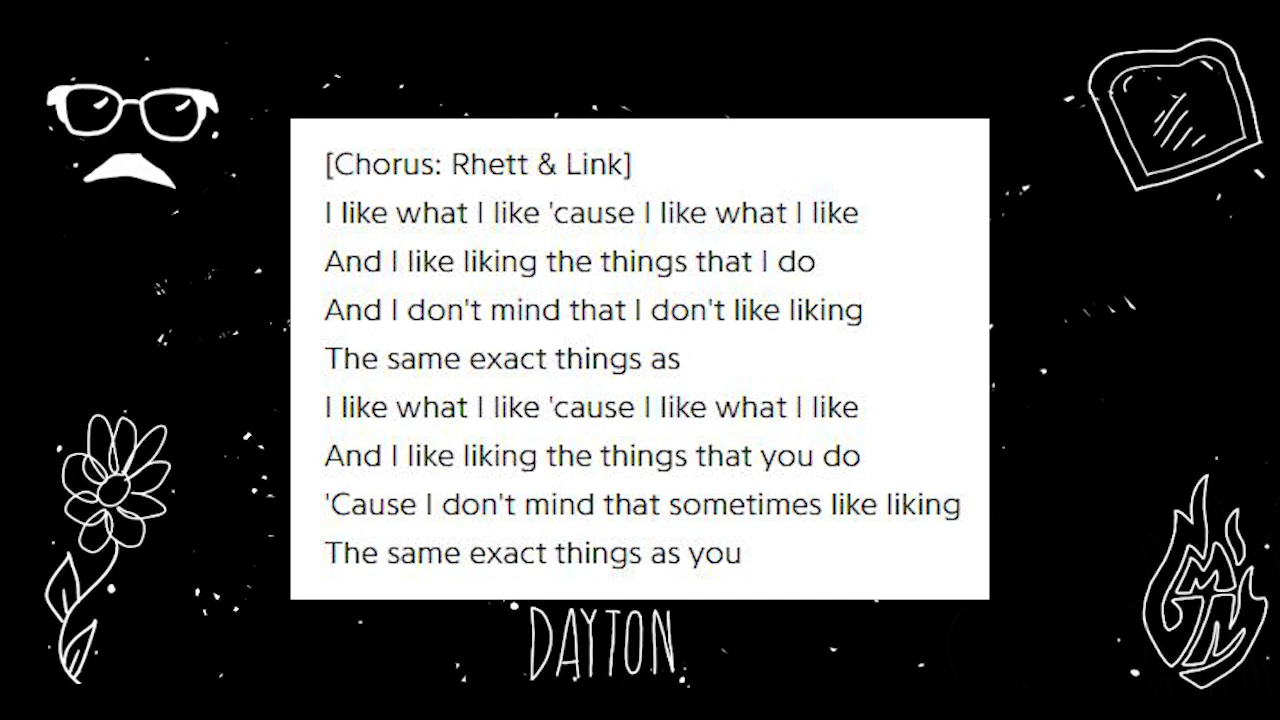 [Chorus: Rhett & Link]
I like what I like 'cause I like what I like
And I like liking the things that I do
And I don't mind that I don't like liking
The same exact things as
I like what I like 'cause I like what I like
And I like liking the things that you do
'Cause I don't mind that sometimes like liking
The same exact things as you
DAYTON
GMN